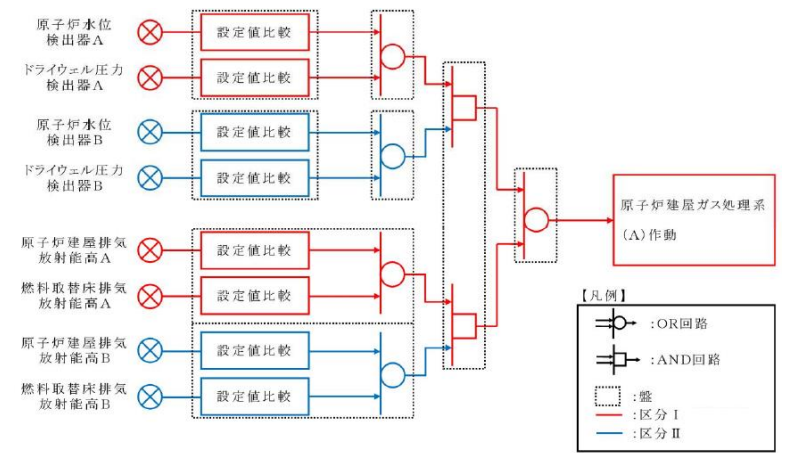 原子炉水位
検出器A
設定値比較
ドライウェル圧力
検出器A
設定値比較
原子炉水位
検出器B
設定値比較
ドライウェル圧力
検出器B
設定値比較
原子炉建屋排気
放射能高A
設定値比較
燃料取替床排気
放射能高A
設定値比較
原子炉建屋排気
放射能高B
設定値比較
燃料取替床排気
放射能高B
設定値比較
原子炉建屋ガス処理系
(A)作動
【凡例】
:OR回路
:AND回路
:盤
:区分Ⅰ
:区分Ⅱ